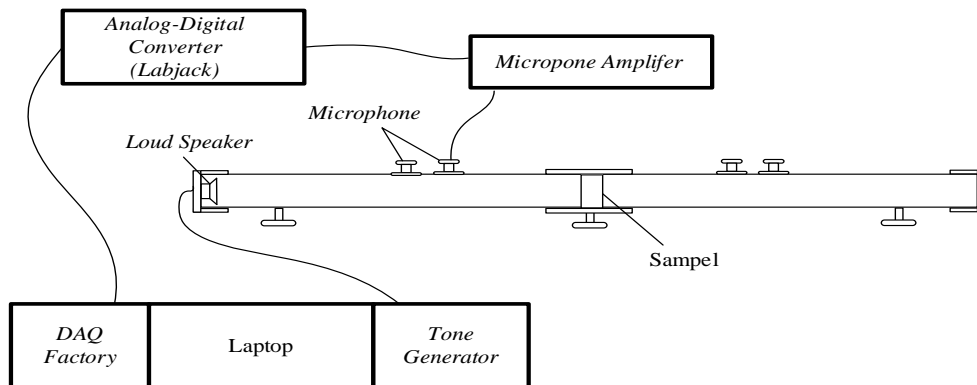 Analog-Digital
Converter
(Labjack)
Micropone Amplifer
Microphone
Loud Speaker
Sampel
DAQ
Factory
Laptop
Tone
Generator